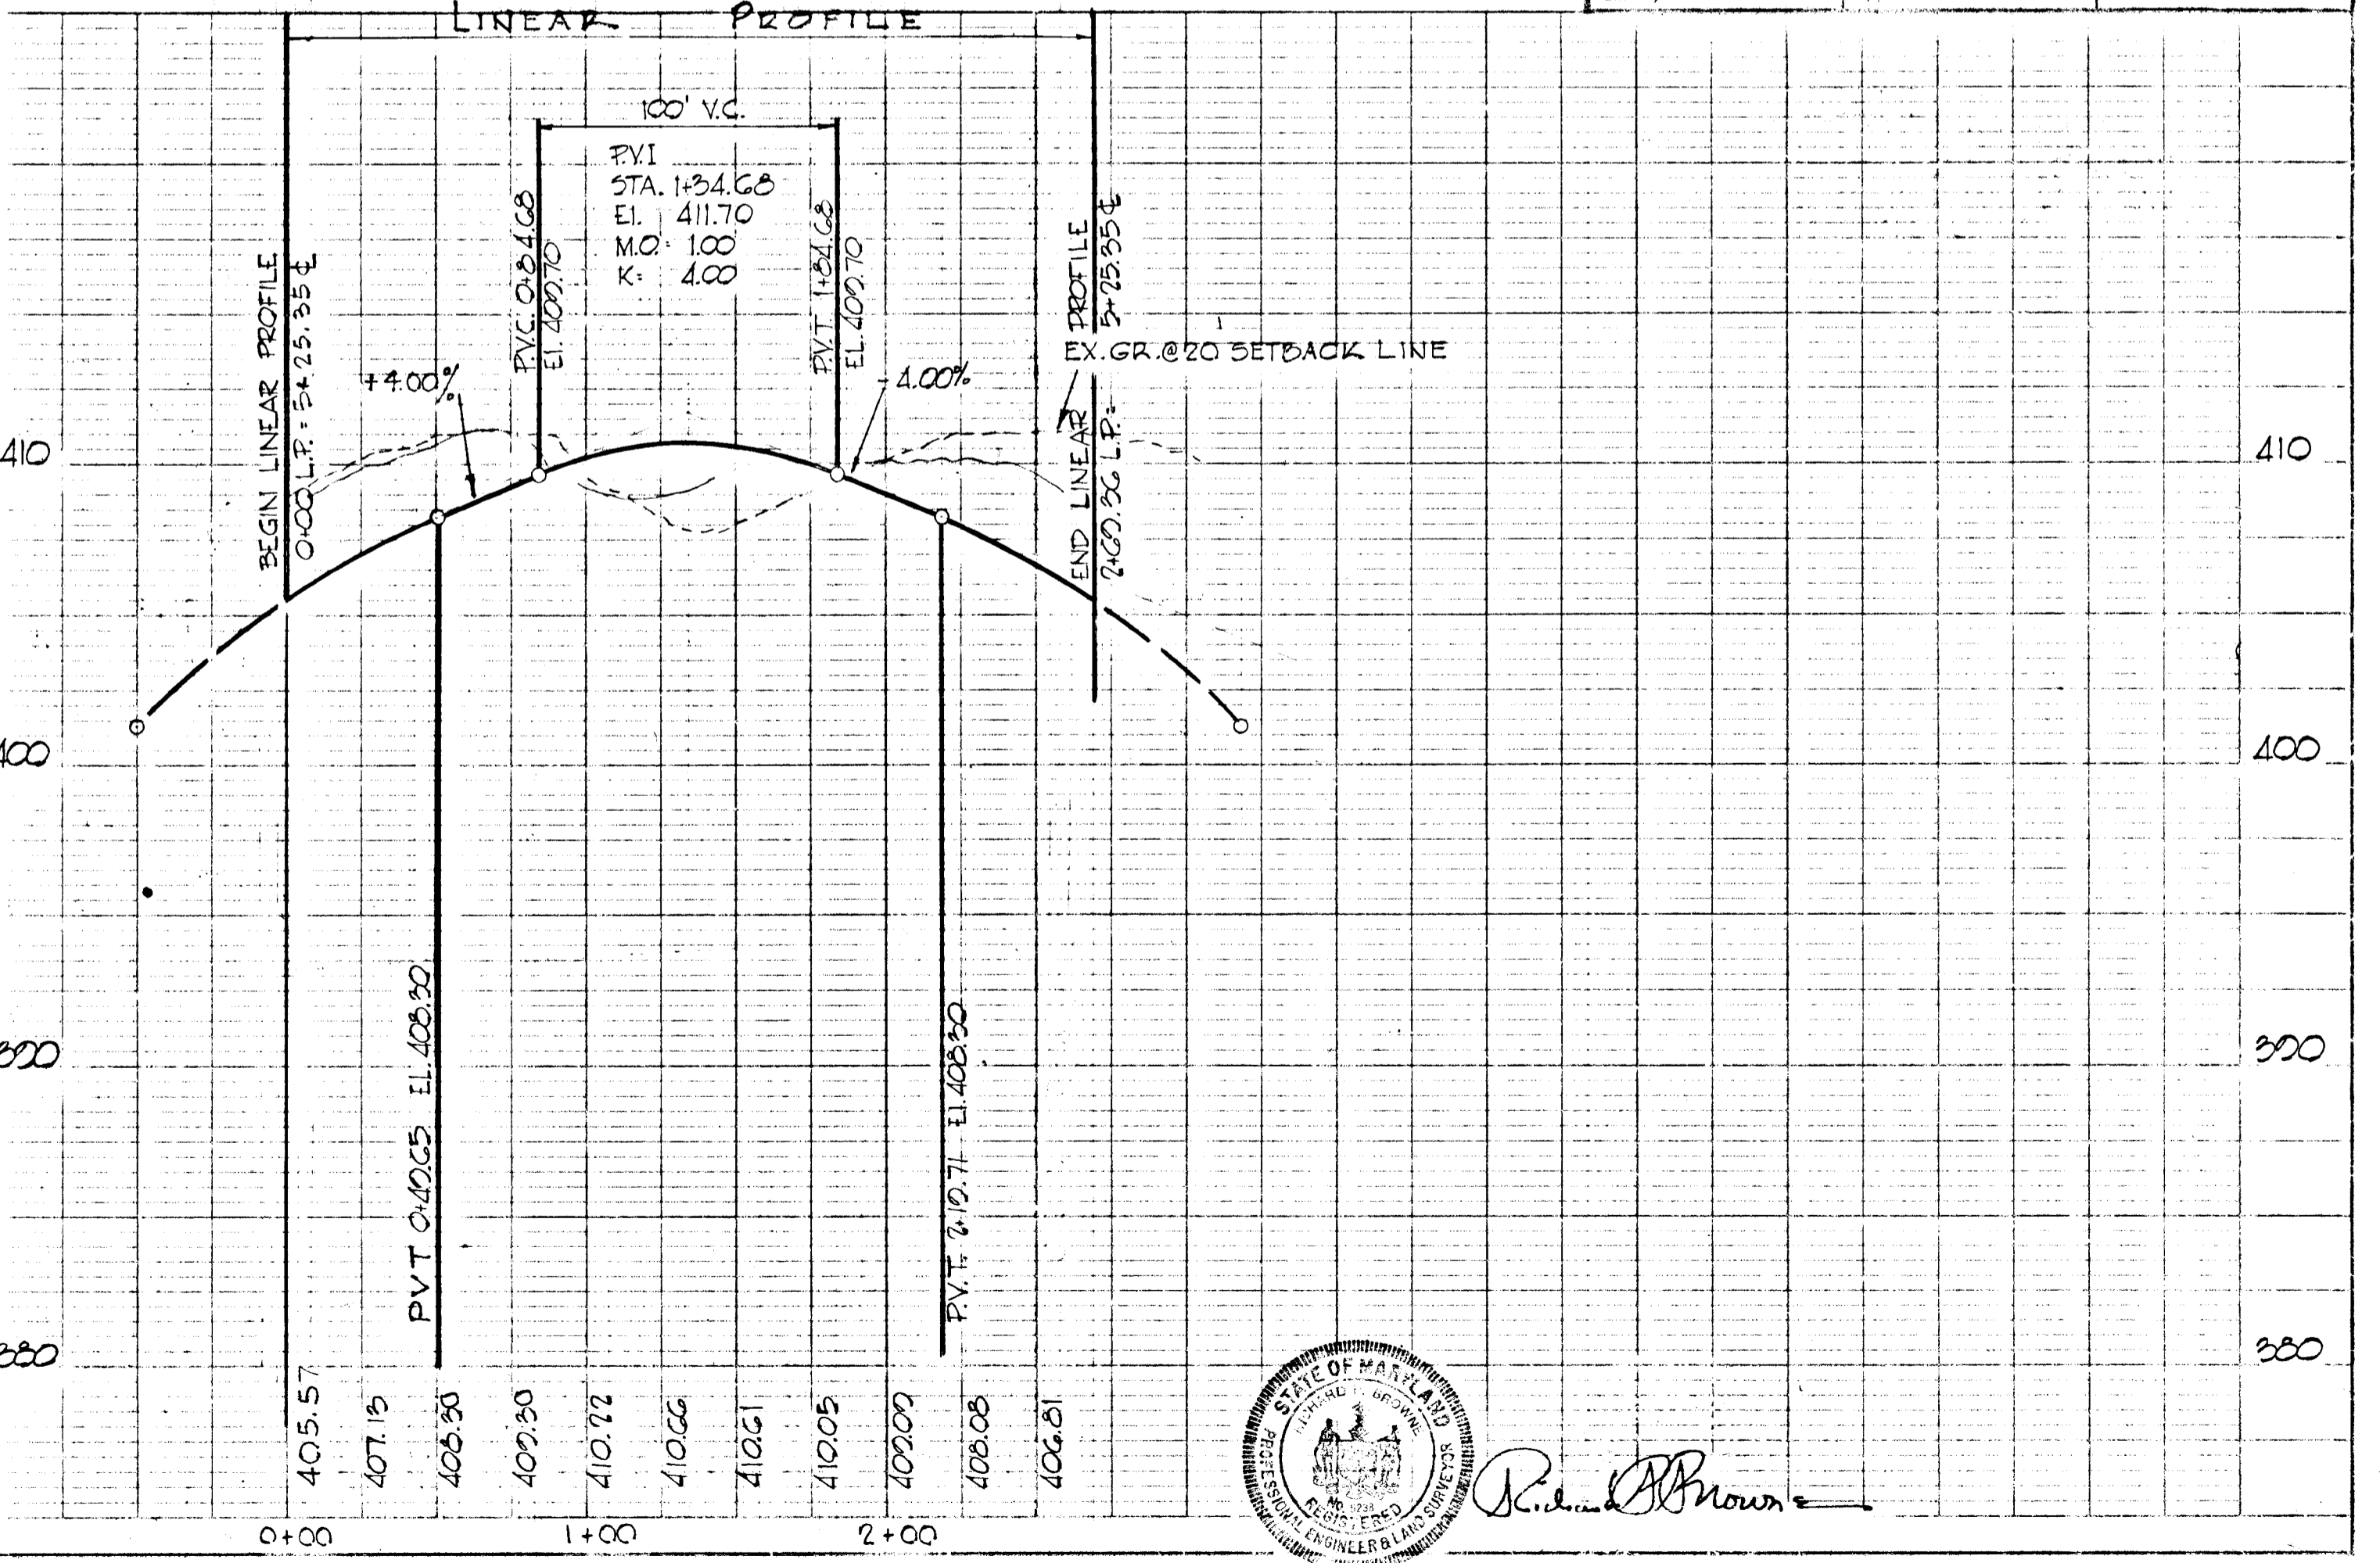 LINEAR PROFILE
100' V.C.
P.V.I
STA. 1+34.68
El. 411.70
M.O. 1.00
K= 4.00
BEGIN LINEAR PROFILE
0+00 L.P. = 5+25.35 ℄
+4.00%
P.V.C. 0+84.68
El. 409.70
P.V.T. 1+84.68
EL. 409.70
-4.00%
END LINEAR PROFILE
2+69.36 L.P. = 5+25.35 ℄
EX. GR. @ 20' SETBACK LINE
410
410
400
400
390
390
380
380
PVT 0+49.65 EL. 408.30
P.V.T. 2+19.71 El. 408.30
405.57
407.13
408.30
409.30
410.22
410.66
410.61
410.05
409.09
408.08
406.81
0+00
1+00
2+00
STATE OF MARYLAND
BROWNE
REGISTERED
PROFESSIONAL ENGINEER & LAND SURVEYOR